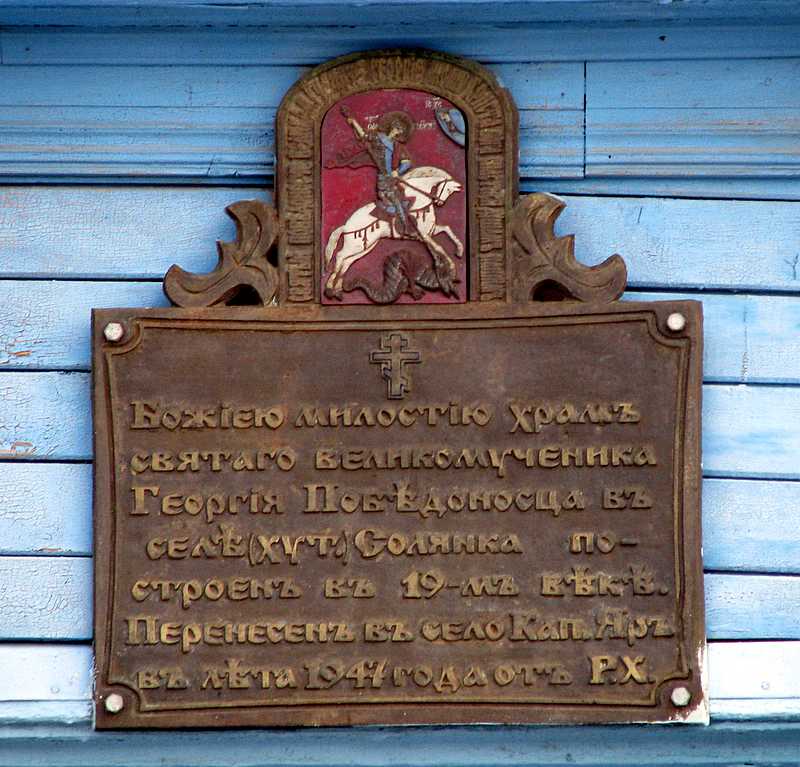 Божіею милостію храмъ
святаго великомученика
Георгія Побѣдоносца въ
селѣ(хут.)Солянка по-
строенъ въ 19-мъ вѣкѣ.
Перенесенъ въ село Кап.Яръ
въ лѣта 1947 года отъ Р.Х.